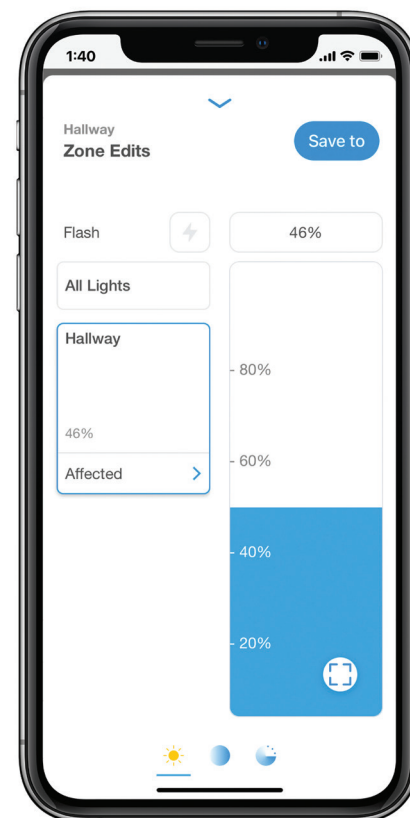 1:40
Hallway
Zone Edits
Save to
Flash
46%
All Lights
Hallway
46%
Affected
- 80%
- 60%
- 40%
- 20%